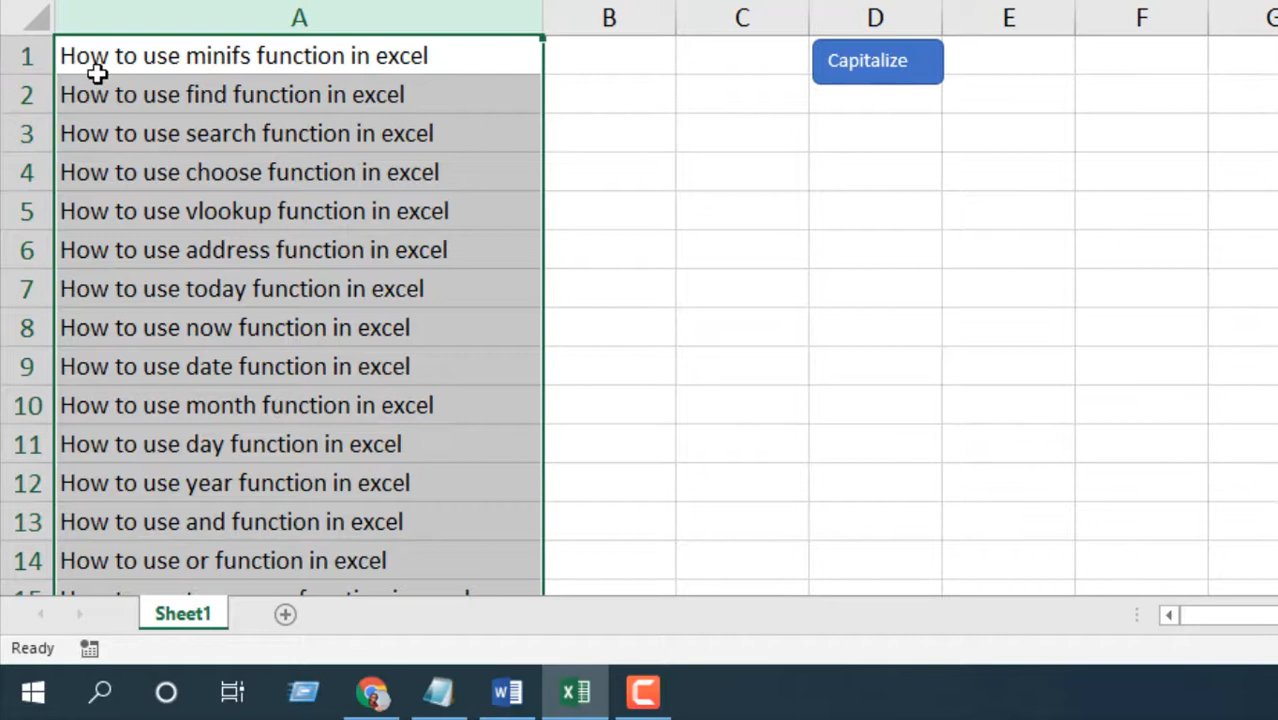 A B C D E F G
1 How to use minifs function in excel Capitalize
2 How to use find function in excel
3 How to use search function in excel
4 How to use choose function in excel
5 How to use vlookup function in excel
6 How to use address function in excel
7 How to use today function in excel
8 How to use now function in excel
9 How to use date function in excel
10 How to use month function in excel
11 How to use day function in excel
12 How to use year function in excel
13 How to use and function in excel
14 How to use or function in excel
Sheet1
Ready